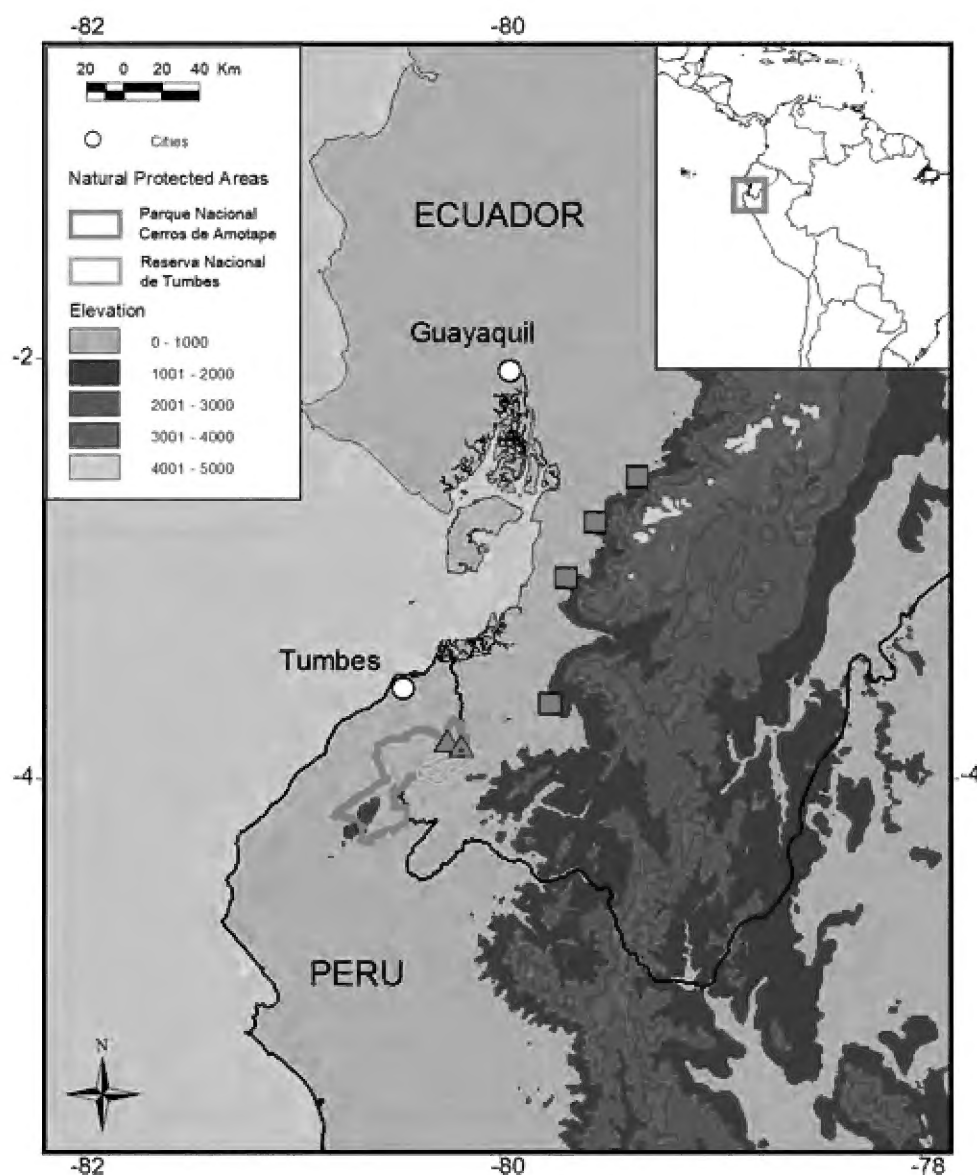 -82
-80
20 0 20 40 Km
Cities
Natural Protected Areas
Parque Nacional
Cerros de Amotape
Reserva Nacional
de Tumbes
Elevation
0 - 1000
1001 - 2000
2001 - 3000
3001 - 4000
4001 - 5000
ECUADOR
Guayaquil
-2
Tumbes
-4
-4
PERU
N
-82
-80
-78